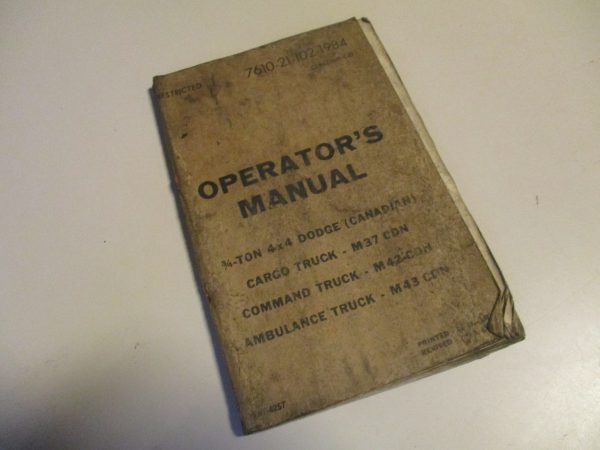 7610-21-102-1984
RESTRICTED
OPERATOR'S
MANUAL
¾-TON 4x4 DODGE (CANADIAN)
CARGO TRUCK - M37 CDN
COMMAND TRUCK - M42 CDN
AMBULANCE TRUCK - M43 CDN
PRINTED
REVISED